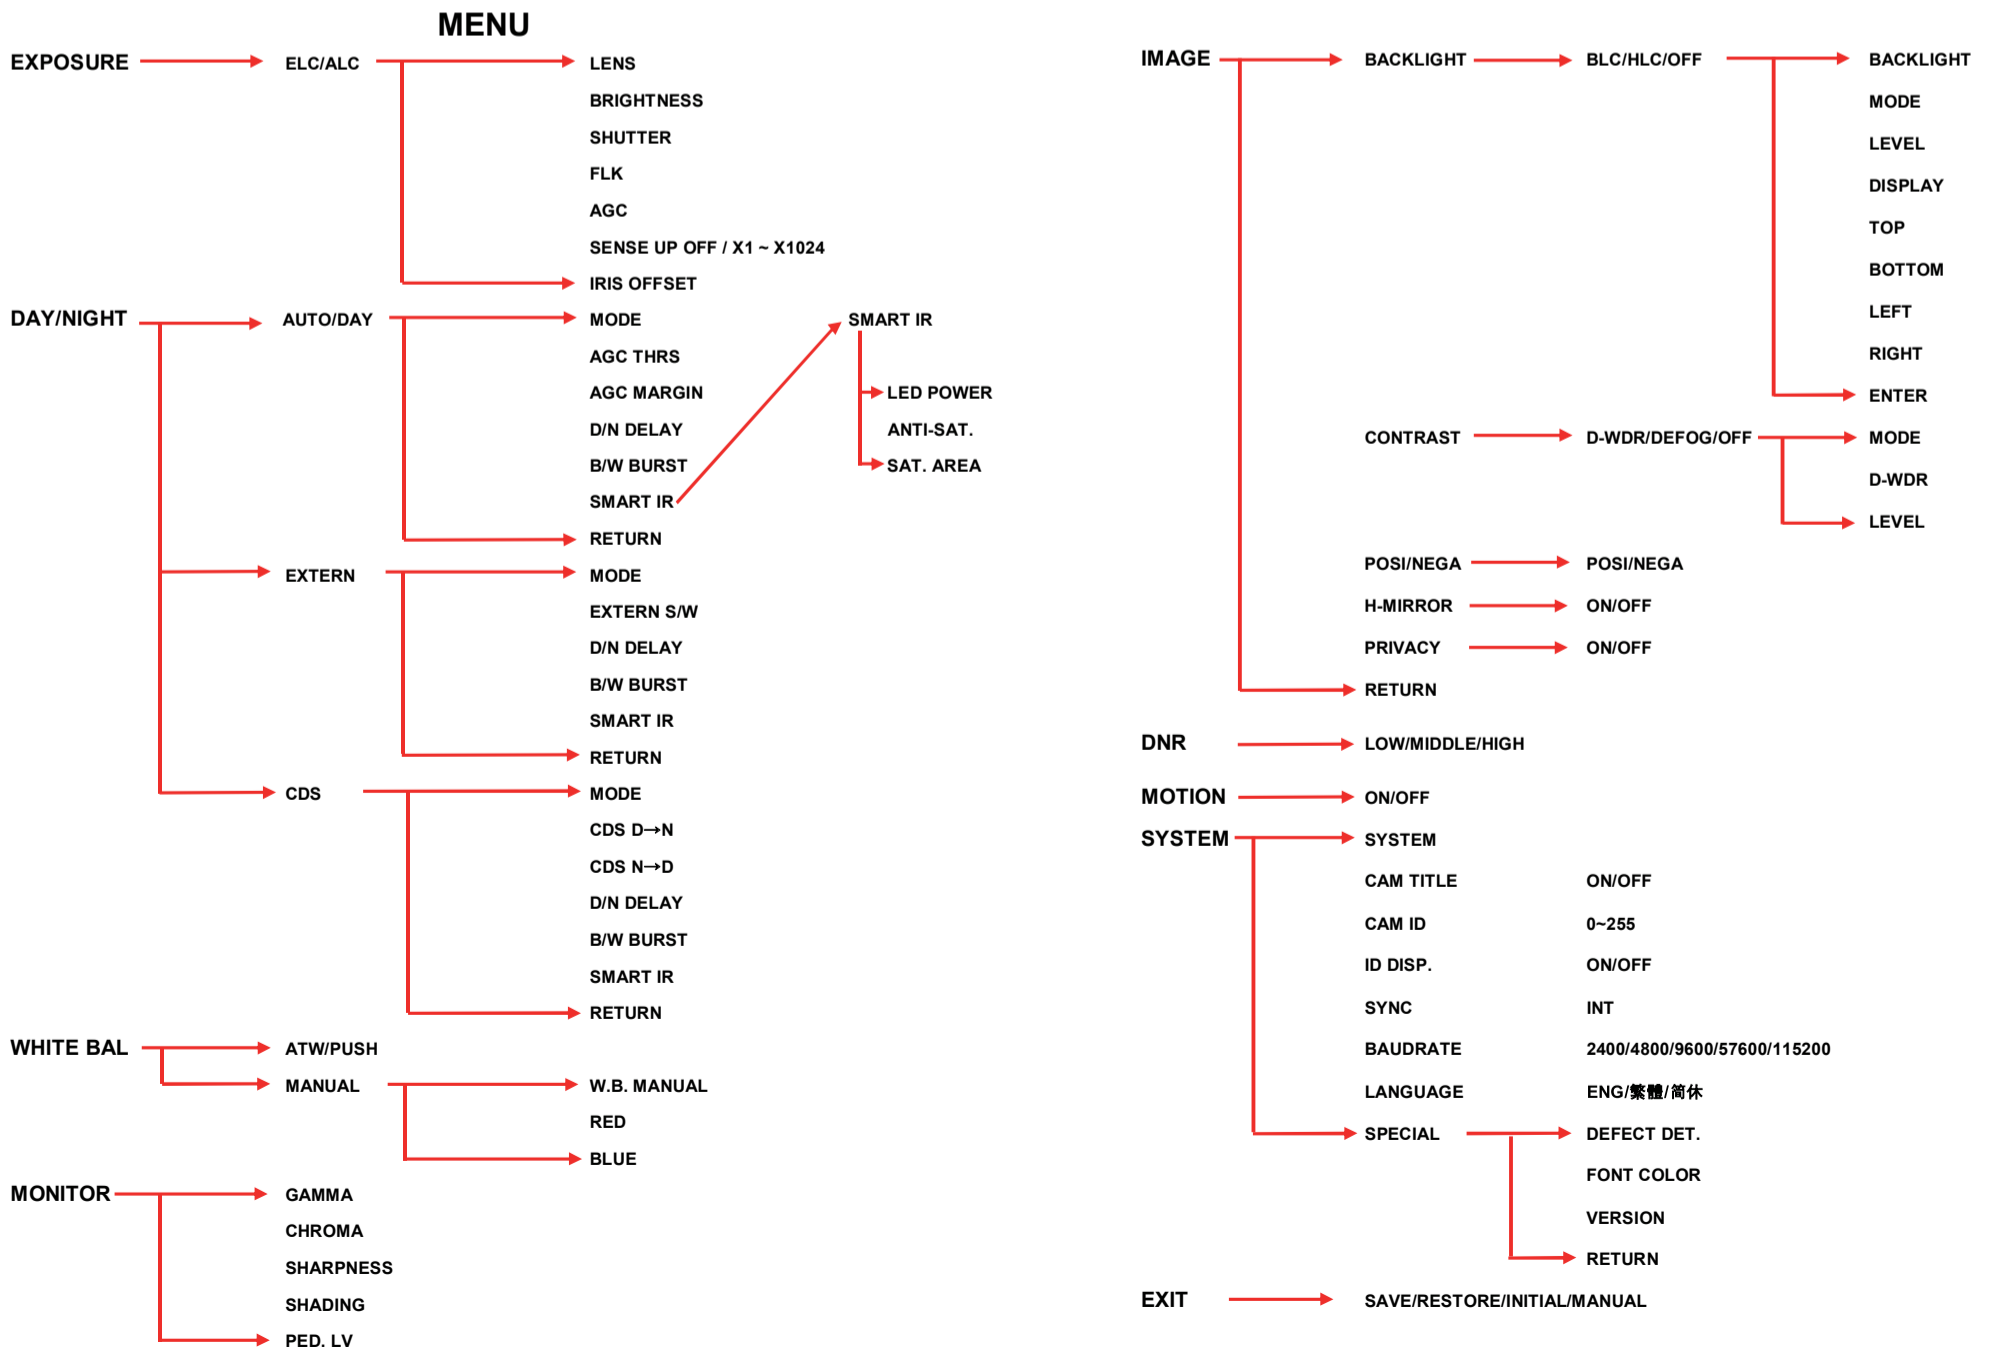 MENU
EXPOSURE
ELC/ALC
LENS
BRIGHTNESS
SHUTTER
FLK
AGC
SENSE UP OFF / X1 ~ X1024
IRIS OFFSET
DAY/NIGHT
AUTO/DAY
MODE
AGC THRS
AGC MARGIN
D/N DELAY
B/W BURST
SMART IR
RETURN
SMART IR
LED POWER
ANTI-SAT.
SAT. AREA
EXTERN
MODE
EXTERN S/W
D/N DELAY
B/W BURST
SMART IR
RETURN
CDS
MODE
CDS D→N
CDS N→D
D/N DELAY
B/W BURST
SMART IR
RETURN
WHITE BAL
ATW/PUSH
MANUAL
W.B. MANUAL
RED
BLUE
MONITOR
GAMMA
CHROMA
SHARPNESS
SHADING
PED. LV
IMAGE
BACKLIGHT
BLC/HLC/OFF
BACKLIGHT
MODE
LEVEL
DISPLAY
TOP
BOTTOM
LEFT
RIGHT
ENTER
CONTRAST
D-WDR/DEFOG/OFF
MODE
D-WDR
LEVEL
POSI/NEGA
POSI/NEGA
H-MIRROR
ON/OFF
PRIVACY
ON/OFF
RETURN
DNR
LOW/MIDDLE/HIGH
MOTION
ON/OFF
SYSTEM
SYSTEM
CAM TITLE
ON/OFF
CAM ID
0~255
ID DISP.
ON/OFF
SYNC
INT
BAUDRATE
2400/4800/9600/57600/115200
LANGUAGE
ENG/繁體/简休
SPECIAL
DEFECT DET.
FONT COLOR
VERSION
RETURN
EXIT
SAVE/RESTORE/INITIAL/MANUAL